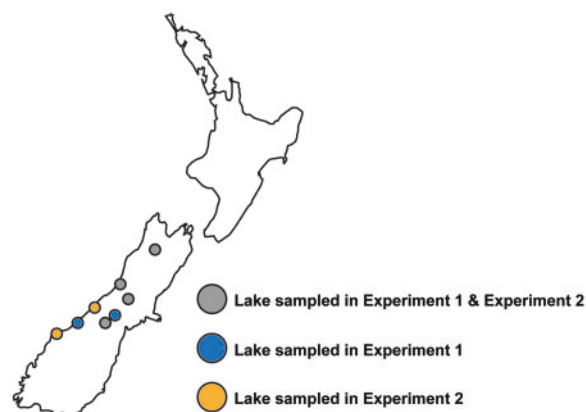 Lake sampled in Experiment 1 & Experiment 2
Lake sampled in Experiment 1
Lake sampled in Experiment 2